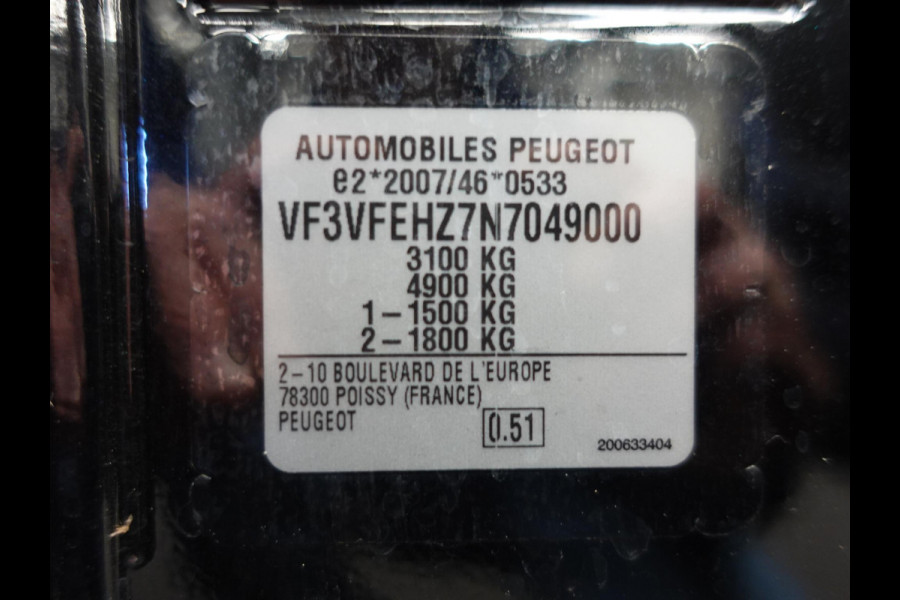 AUTOMOBILES PEUGEOT
e2*2007/46*0533
VF3VFEHZ7N7049000
3100 KG
4900 KG
1-1500 KG
2-1800 KG
2-10 BOULEVARD DE L'EUROPE
78300 POISSY (FRANCE)
PEUGEOT
0.51
200633404